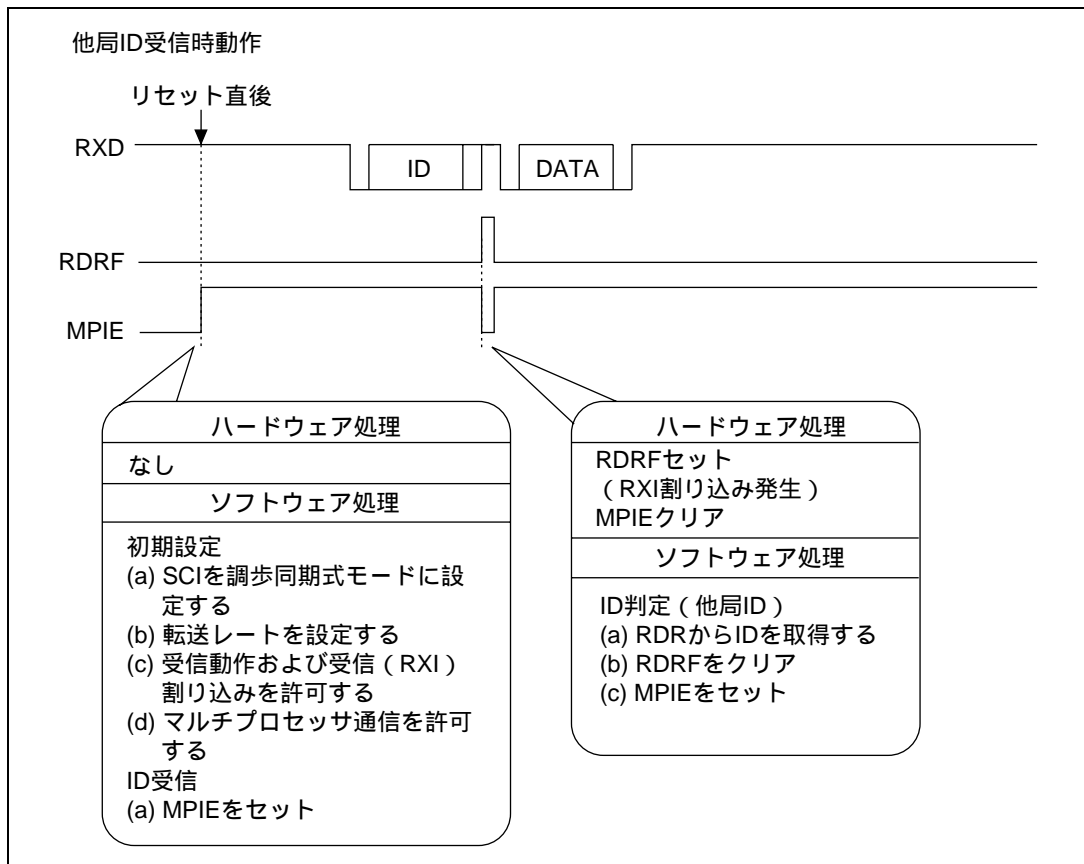 他局ID受信時動作
リセット直後
RXD
ID
DATA
RDRF
MPIE
ハードウェア処理
なし
ソフトウェア処理
初期設定
(a) SCIを調歩同期式モードに設
定する
(b) 転送レートを設定する
(c) 受信動作および受信（RXI）
割り込みを許可する
(d) マルチプロセッサ通信を許可
する
ID受信
(a) MPIEをセット
ハードウェア処理
RDRFセット
（RXI割り込み発生）
MPIEクリア
ソフトウェア処理
ID判定（他局ID）
(a) RDRからIDを取得する
(b) RDRFをクリア
(c) MPIEをセット